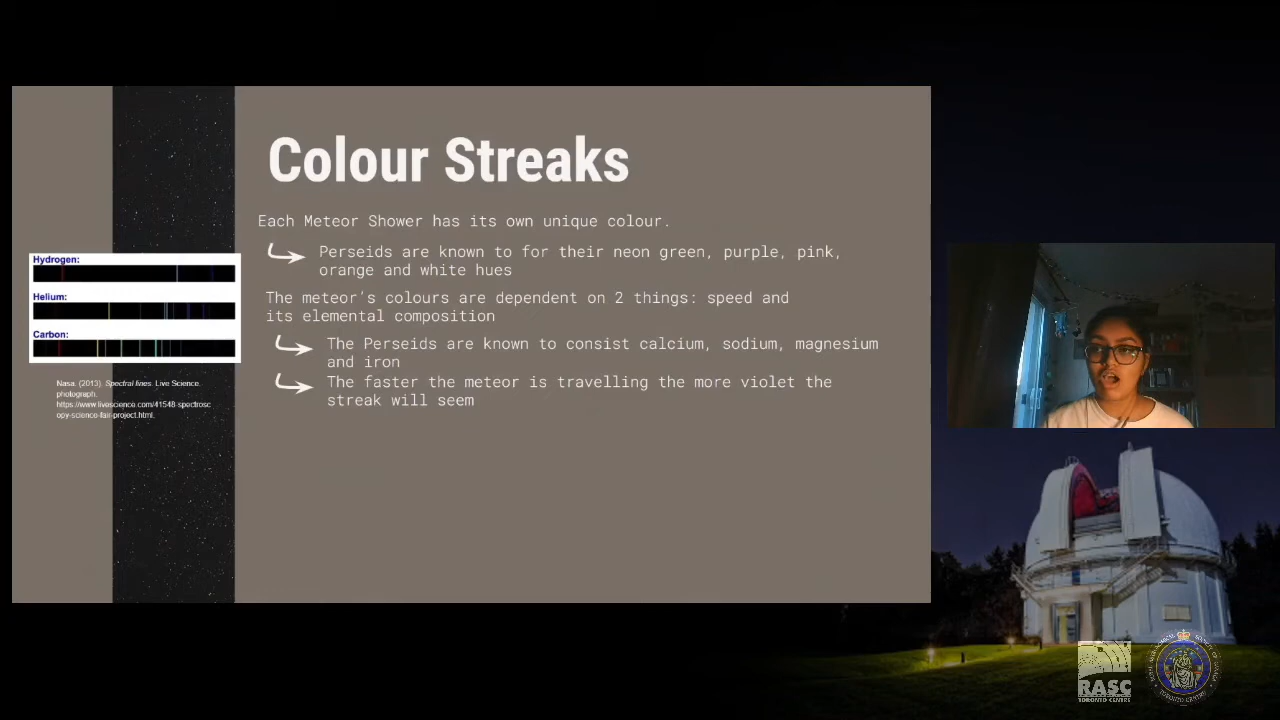 Colour Streaks
Each Meteor Shower has its own unique colour.
Perseids are known to for their neon green, purple, pink,
orange and white hues
The meteor's colours are dependent on 2 things: speed and
its elemental composition
The Perseids are known to consist calcium, sodium, magnesium
and iron
The faster the meteor is travelling the more violet the
streak will seem
Hydrogen:
Helium:
Carbon:
Nasa. (2013). Spectral lines. Live Science.
photograph.
https://www.livescience.com/41548-spectrosc
opy-science-fair-project.html.
RASC
TORONTO CENTRE